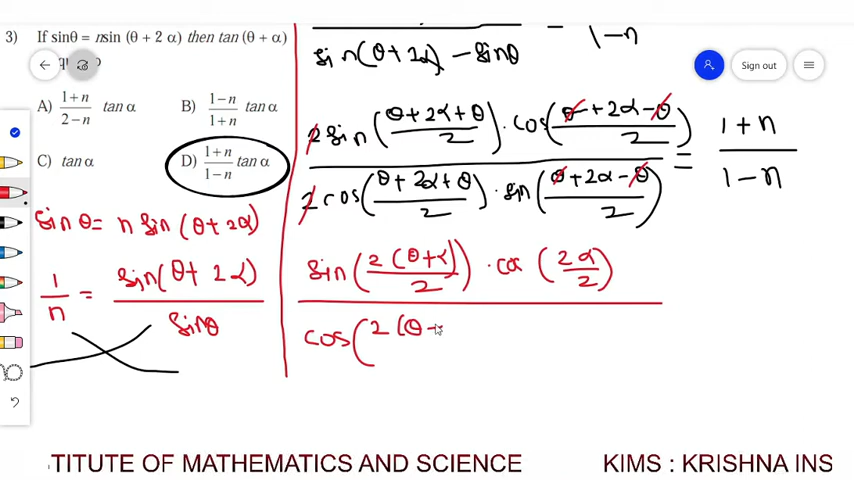 3) If sinθ = nsin (θ + 2 α) then tan (θ + α)
A) (1+n)/(2−n) tan α B) (1−n)/(1+n) tan α
C) tan α D) (1+n)/(1−n) tan α
sin θ = n sin (θ + 2α)
1/n = sin(θ + 2α)/sinθ
sin(θ+2α) − sinθ = 1−n
2 sin((θ+2α+θ)/2) · cos((θ+2α−θ)/2)
2 cos((θ+2α+θ)/2) · sin((θ+2α−θ)/2)
= (1+n)/(1−n)
sin(2(θ+α)/2) · cos(2α/2)
cos(2(θ
Sign out
TITUTE OF MATHEMATICS AND SCIENCE KIMS : KRISHNA INS